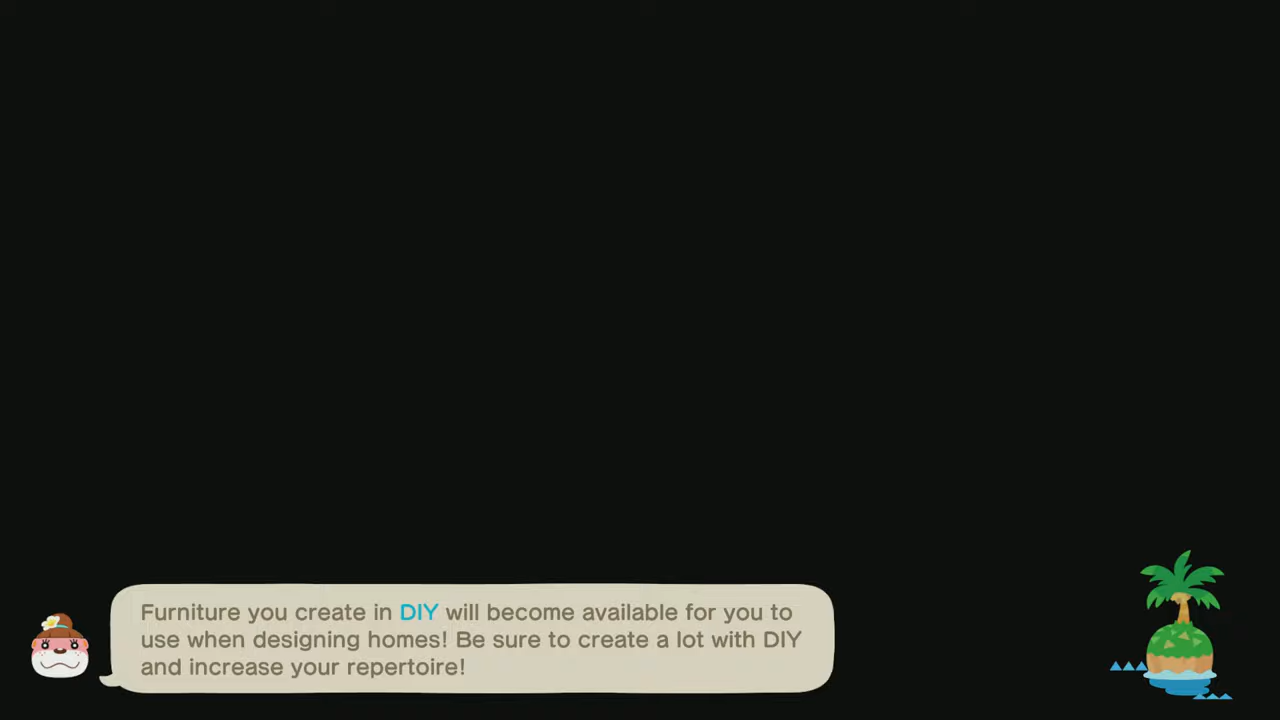 Furniture you create in DIY will become available for you to
use when designing homes! Be sure to create a lot with DIY
and increase your repertoire!